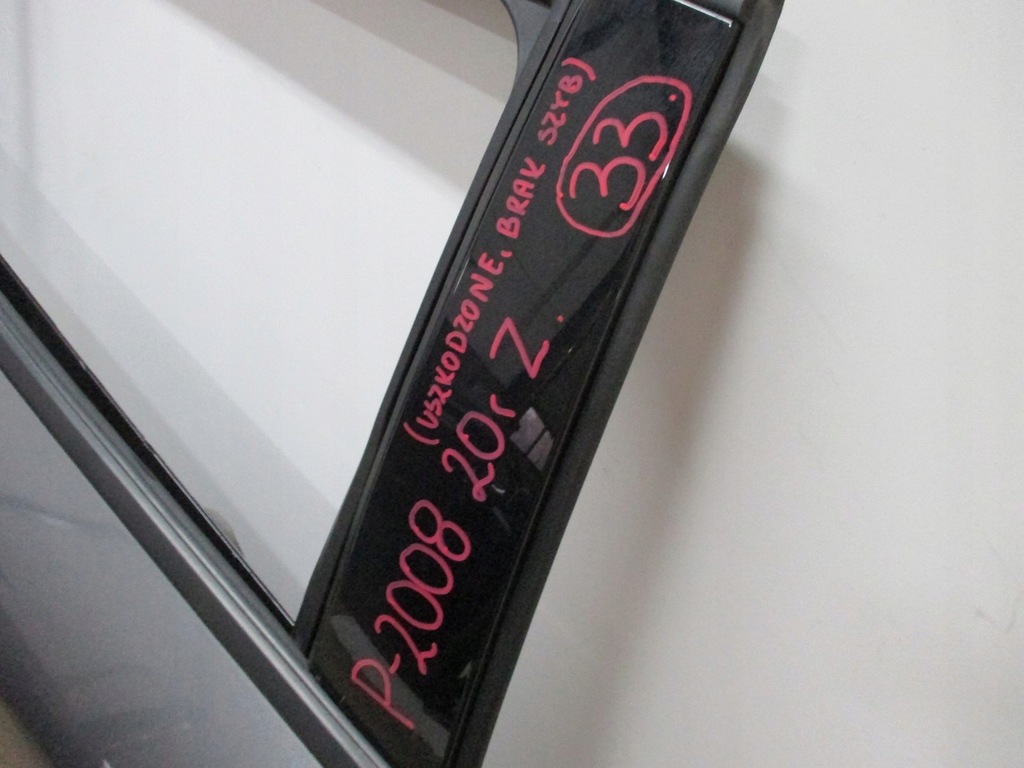 (USZKODZONE, BRAK SZYB)
P-2008 20r Z.
33.